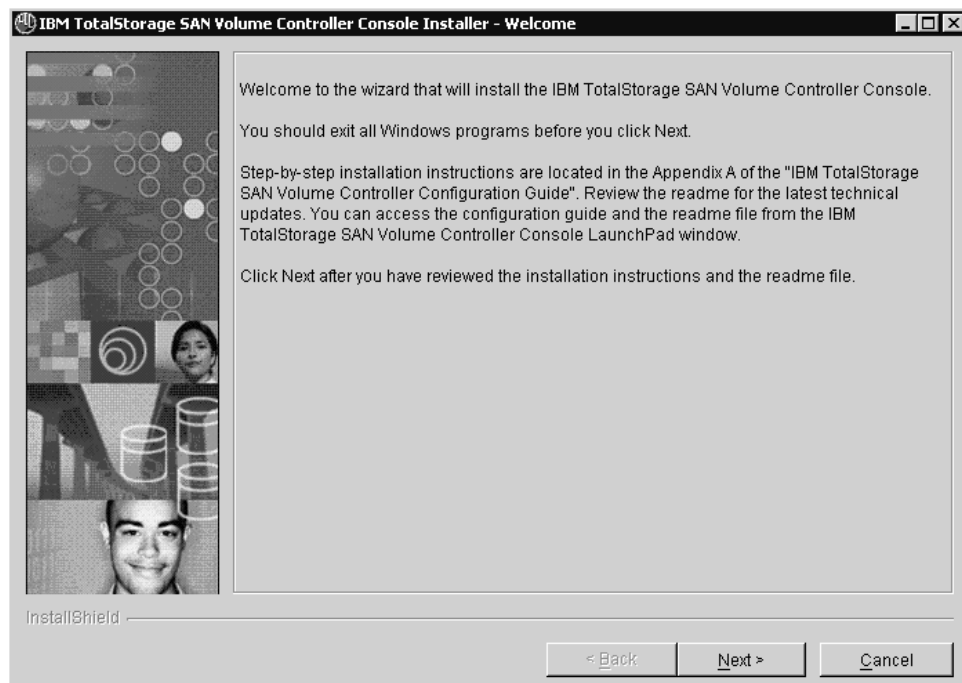 IBM TotalStorage SAN Volume Controller Console Installer - Welcome
Welcome to the wizard that will install the IBM TotalStorage SAN Volume Controller Console.
You should exit all Windows programs before you click Next.
Step-by-step installation instructions are located in the Appendix A of the "IBM TotalStorage
SAN Volume Controller Configuration Guide". Review the readme for the latest technical
updates. You can access the configuration guide and the readme file from the IBM
TotalStorage SAN Volume Controller Console LaunchPad window.
Click Next after you have reviewed the installation instructions and the readme file.
InstallShield
< Back
Next >
Cancel